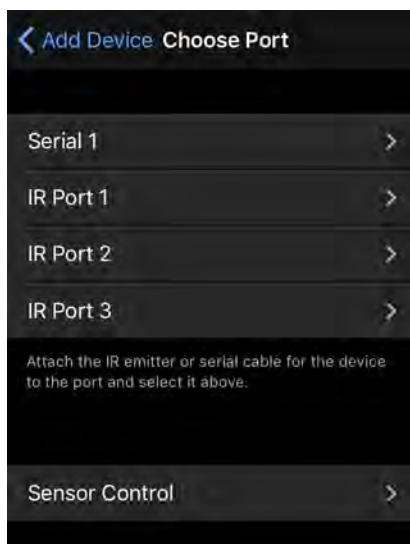 Add Device Choose Port
Serial 1
IR Port 1
IR Port 2
IR Port 3
Attach the IR emitter or serial cable for the device
to the port and select it above.
Sensor Control